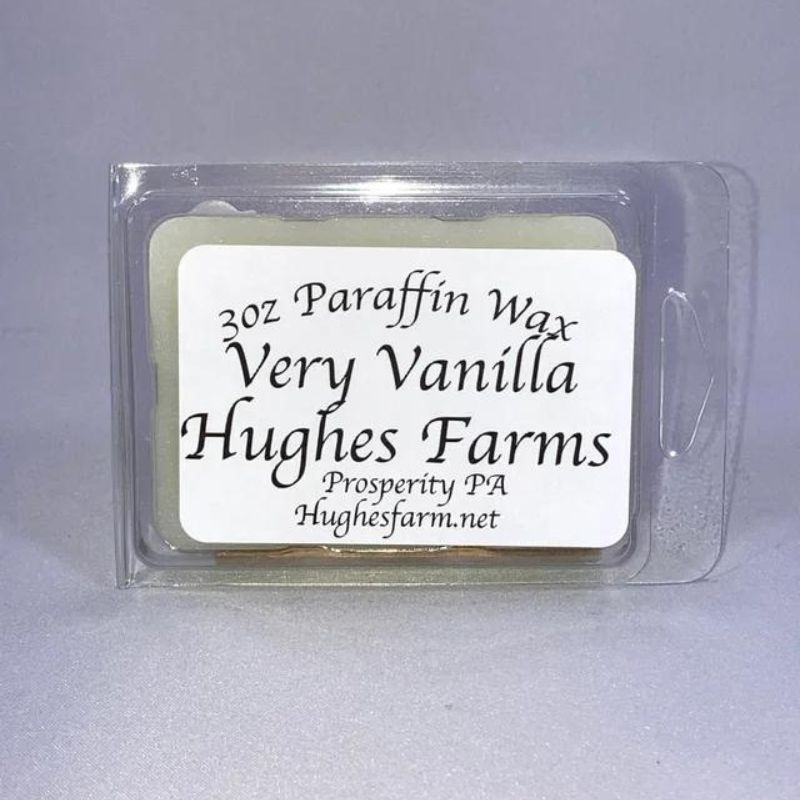 3oz Paraffin Wax
Very Vanilla
Hughes Farms
Prosperity PA
Hughesfarm.net